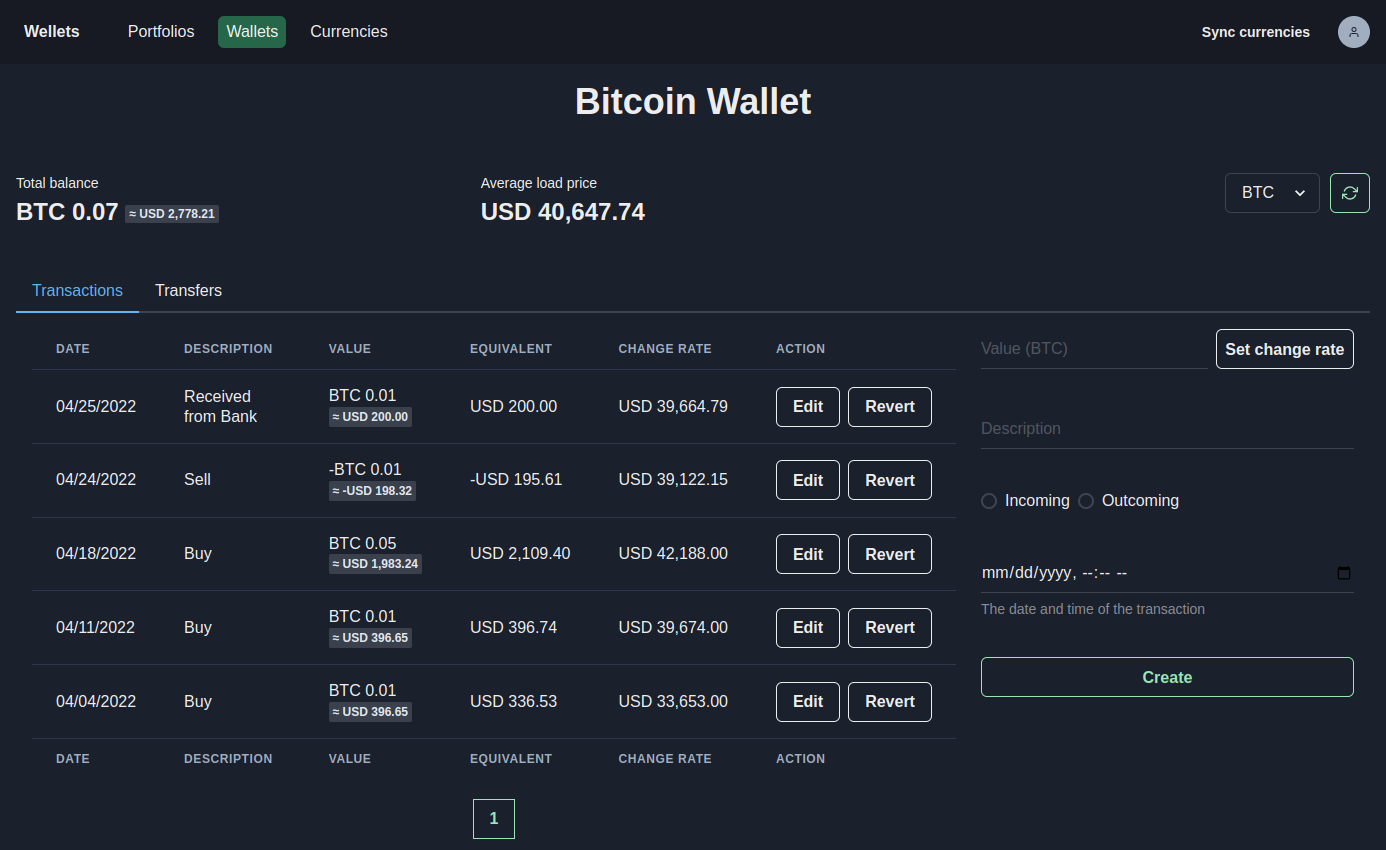 Wellets Portfolios Wallets Currencies Sync currencies
Bitcoin Wallet
Total balance
BTC 0.07 ≈ USD 2,778.21
Average load price
USD 40,647.74
BTC
Transactions Transfers
DATE DESCRIPTION VALUE EQUIVALENT CHANGE RATE ACTION
04/25/2022 Received from Bank BTC 0.01 ≈ USD 200.00 USD 200.00 USD 39,664.79 Edit Revert
04/24/2022 Sell -BTC 0.01 ≈ -USD 198.32 -USD 195.61 USD 39,122.15 Edit Revert
04/18/2022 Buy BTC 0.05 ≈ USD 1,983.24 USD 2,109.40 USD 42,188.00 Edit Revert
04/11/2022 Buy BTC 0.01 ≈ USD 396.65 USD 396.74 USD 39,674.00 Edit Revert
04/04/2022 Buy BTC 0.01 ≈ USD 396.65 USD 336.53 USD 33,653.00 Edit Revert
DATE DESCRIPTION VALUE EQUIVALENT CHANGE RATE ACTION
1
Value (BTC) Set change rate
Description
Incoming Outcoming
mm/dd/yyyy, --:-- --
The date and time of the transaction
Create